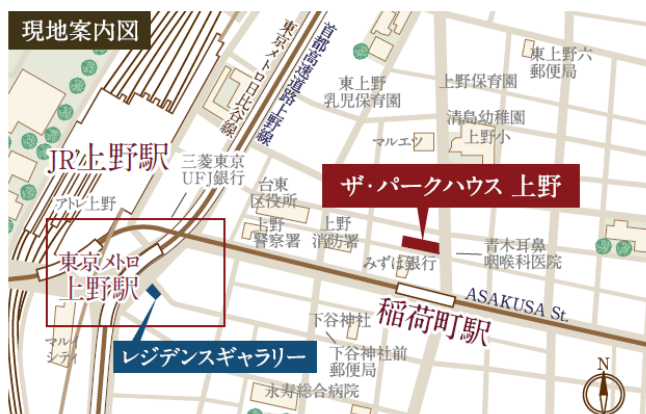 現地案内図
東京メトロ日比谷線
首都高速道路上野線
東上野
乳児保育園
上野保育園
東上野六
郵便局
清島幼稚園
上野小
マルエツ
JR上野駅
三菱東京
UFJ銀行
アトレ上野
台東
区役所
ザ・パークハウス 上野
上野
警察署
上野
消防署
みずほ銀行
青木耳鼻
咽喉科医院
東京メトロ
上野駅
ASAKUSA St.
稲荷町駅
マルイ
シティ
レジデンスギャラリー
下谷神社
下谷神社前
郵便局
永寿総合病院
N